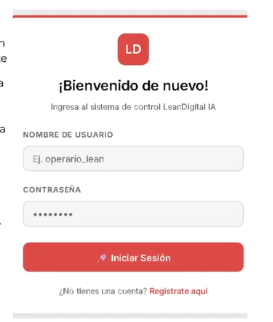 LD
¡Bienvenido de nuevo!
Ingresa al sistema de control LeanDigital IA
NOMBRE DE USUARIO
Ej. operario_lean
CONTRASEÑA
••••••••
🚀 Iniciar Sesión
¿No tienes una cuenta? Regístrate aquí